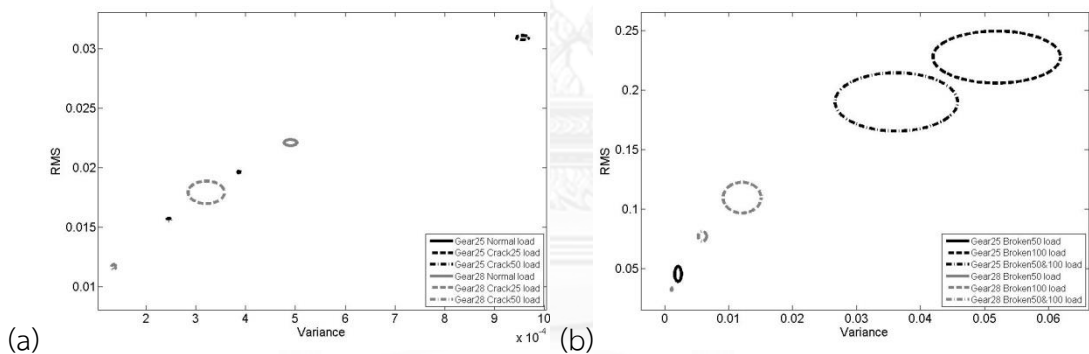 0.03
0.025
0.02
0.015
0.01
RMS
2
3
4
5
6
7
8
9
10
x 10⁻⁴
Variance
Gear25 Normal load
Gear25 Crack25 load
Gear25 Crack50 load
Gear28 Normal load
Gear28 Crack25 load
Gear28 Crack50 load
(a)
0.25
0.2
0.15
0.1
0.05
RMS
0
0.01
0.02
0.03
0.04
0.05
0.06
Variance
Gear25 Broken50 load
Gear25 Broken100 load
Gear25 Broken50&100 load
Gear28 Broken50 load
Gear28 Broken100 load
Gear28 Broken50&100 load
(b)